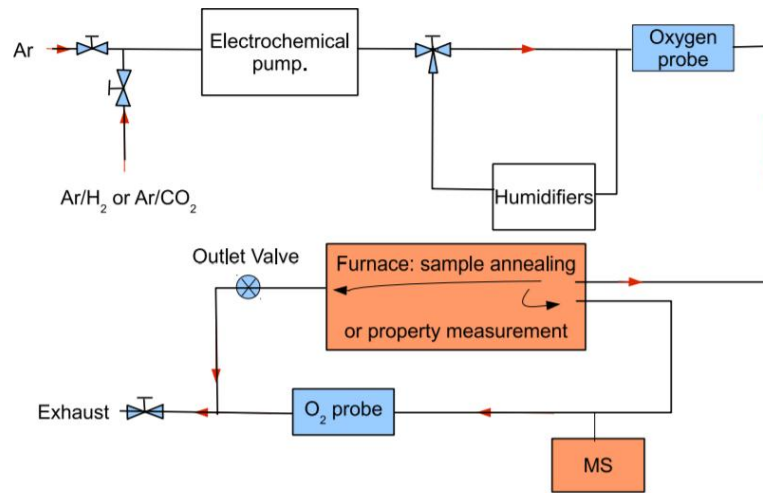 Ar
Electrochemical
pump.
Oxygen
probe
Ar/H₂ or Ar/CO₂
Humidifiers
Outlet Valve
Furnace: sample annealing
or property measurement
Exhaust
O₂ probe
MS